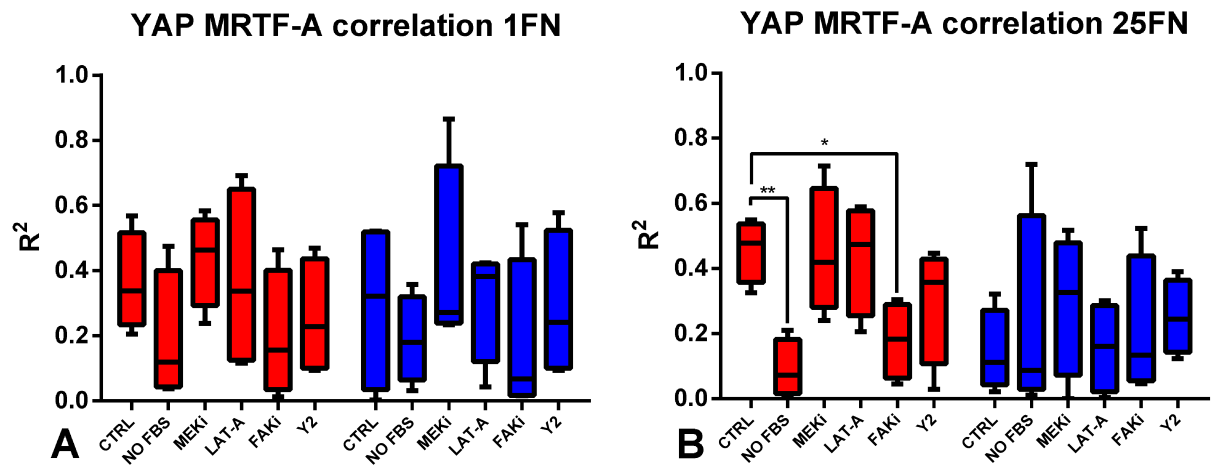 YAP MRTF-A correlation 1FN
R2
1.0
0.8
0.6
0.4
0.2
0.0
CTRL NO FBS MEKi LAT-A FAKi Y2 CTRL NO FBS MEKi LAT-A FAKi Y2
A
YAP MRTF-A correlation 25FN
R2
1.0
0.8
0.6
0.4
0.2
0.0
*
**
CTRL NO FBS MEKi LAT-A FAKi Y2 CTRL NO FBS MEKi LAT-A FAKi Y2
B